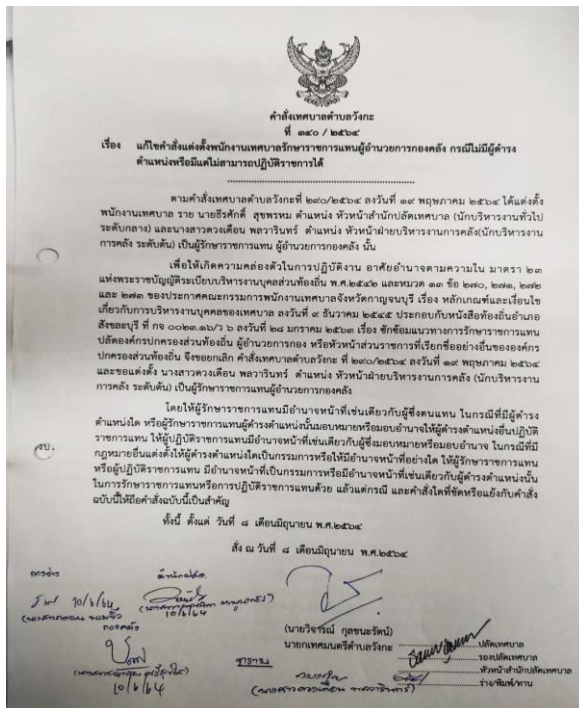 คำสั่งเทศบาลตำบลวังกะ
ที่ ๓๔๐ / ๒๕๖๔
เรื่อง แก้ไขคำสั่งแต่งตั้งพนักงานเทศบาลรักษาราชการแทนผู้อำนวยการกองคลัง กรณีไม่มีผู้ดำรง
ตำแหน่งหรือมีแต่ไม่สามารถปฏิบัติราชการได้
ตามคำสั่งเทศบาลตำบลวังกะที่ ๒๙๐/๒๕๖๔ ลงวันที่ ๑๙ พฤษภาคม ๒๕๖๔ ได้แต่งตั้ง
พนักงานเทศบาล ราย นายธีรศักดิ์ สุขพรหม ตำแหน่ง หัวหน้าสำนักปลัดเทศบาล (นักบริหารงานทั่วไป
ระดับกลาง) และนางสาวดวงเดือน พลวารินทร์ ตำแหน่ง หัวหน้าฝ่ายบริหารงานการคลัง(นักบริหารงาน
การคลัง ระดับต้น) เป็นผู้รักษาราชการแทน ผู้อำนวยการกองคลัง นั้น
เพื่อให้เกิดความคล่องตัวในการปฏิบัติงาน อาศัยอำนาจตามความใน มาตรา ๒๓
แห่งพระราชบัญญัติระเบียบบริหารงานบุคคลส่วนท้องถิ่น พ.ศ.๒๕๔๒ และหมวด ๑๓ ข้อ ๒๗๐, ๒๗๑, ๒๗๒
และ ๒๗๓ ของประกาศคณะกรรมการพนักงานเทศบาลจังหวัดกาญจนบุรี เรื่อง หลักเกณฑ์และเงื่อนไข
เกี่ยวกับการบริหารงานบุคคลของเทศบาล ลงวันที่ ๙ ธันวาคม ๒๕๔๕ ประกอบกับหนังสือท้องถิ่นอำเภอ
สังขละบุรี ที่ กจ ๐๐๒๓.๑๖/ว ๖ ลงวันที่ ๒๘ มกราคม ๒๕๖๓ เรื่อง ซักซ้อมแนวทางการรักษาราชการแทน
ปลัดองค์กรปกครองส่วนท้องถิ่น ผู้อำนวยการกอง หรือหัวหน้าส่วนราชการที่เรียกชื่ออย่างอื่นขององค์กร
ปกครองส่วนท้องถิ่น จึงขอยกเลิก คำสั่งเทศบาลตำบลวังกะ ที่ ๒๙๐/๒๕๖๔ ลงวันที่ ๑๙ พฤษภาคม ๒๕๖๔
และขอแต่งตั้ง นางสาวดวงเดือน พลวารินทร์ ตำแหน่ง หัวหน้าฝ่ายบริหารงานการคลัง (นักบริหารงาน
การคลัง ระดับต้น) เป็นผู้รักษาราชการแทนผู้อำนวยการกองคลัง
โดยให้ผู้รักษาราชการแทนมีอำนาจหน้าที่เช่นเดียวกับผู้ซึ่งตนแทน ในกรณีที่มีผู้ดำรง
ตำแหน่งใด หรือผู้รักษาราชการแทนผู้ดำรงตำแหน่งนั้นมอบหมายหรือมอบอำนาจให้ผู้ดำรงตำแหน่งอื่นปฏิบัติ
ราชการแทน ให้ผู้ปฏิบัติราชการแทนมีอำนาจหน้าที่เช่นเดียวกับผู้ซึ่งมอบหมายหรือมอบอำนาจ ในกรณีที่มี
กฎหมายอื่นแต่งตั้งให้ผู้ดำรงตำแหน่งใดเป็นกรรมการหรือให้มีอำนาจหน้าที่อย่างใด ให้ผู้รักษาราชการแทน
หรือผู้ปฏิบัติราชการแทน มีอำนาจหน้าที่เป็นกรรมการหรือมีอำนาจหน้าที่เช่นเดียวกับผู้ดำรงตำแหน่งนั้น
ในการรักษาราชการแทนหรือการปฏิบัติราชการแทนด้วย แล้วแต่กรณี และคำสั่งใดที่ขัดหรือแย้งกับคำสั่ง
ฉบับนี้ให้ถือคำสั่งฉบับนี้เป็นสำคัญ
ทั้งนี้ ตั้งแต่ วันที่ ๘ เดือนมิถุนายน พ.ศ.๒๕๖๔
สั่ง ณ วันที่ ๘ เดือนมิถุนายน พ.ศ.๒๕๖๔
10/6/64
10/6/64
กองคลัง
(นายวิจารณ์ กุลชนะรัตน์)
นายกเทศมนตรีตำบลวังกะ
ปลัดเทศบาล
รองปลัดเทศบาล
หัวหน้าสำนักปลัดเทศบาล
ร่าง/พิมพ์/ทาน
10/6/64
(นางสาวดวงเดือน พลวารินทร์)